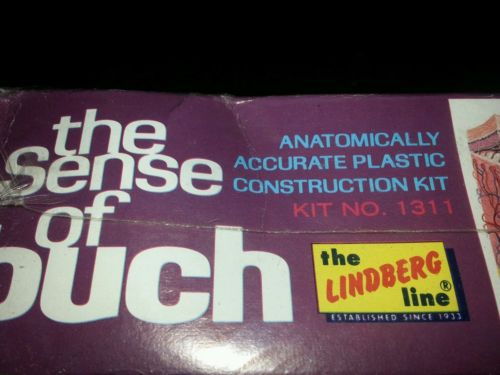 the
Sense
of
ouch
ANATOMICALLY
ACCURATE PLASTIC
CONSTRUCTION KIT
KIT NO. 1311
the
LINDBERG
line®
ESTABLISHED SINCE 1933